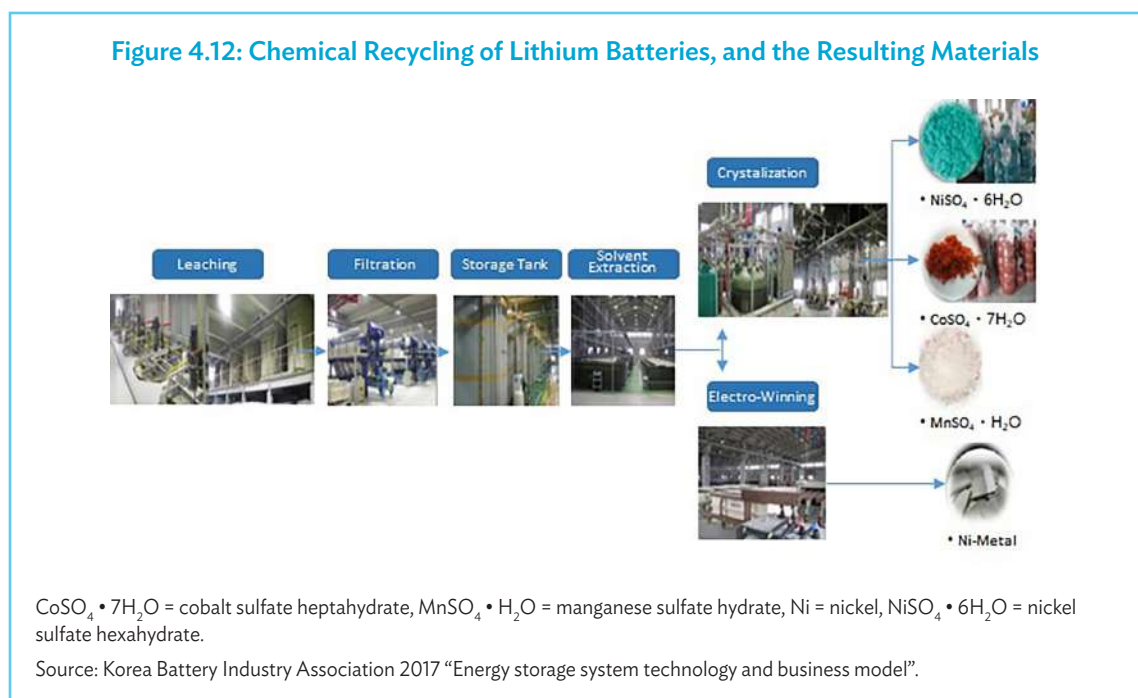 Figure 4.12: Chemical Recycling of Lithium Batteries, and the Resulting Materials
Leaching
Filtration
Storage Tank
Solvent
Extraction
Crystalization
• NiSO₄ · 6H₂O
• CoSO₄ · 7H₂O
• MnSO₄ · H₂O
Electro-Winning
• Ni-Metal
CoSO₄ • 7H₂O = cobalt sulfate heptahydrate, MnSO₄ • H₂O = manganese sulfate hydrate, Ni = nickel, NiSO₄ • 6H₂O = nickel
sulfate hexahydrate.
Source: Korea Battery Industry Association 2017 “Energy storage system technology and business model”.